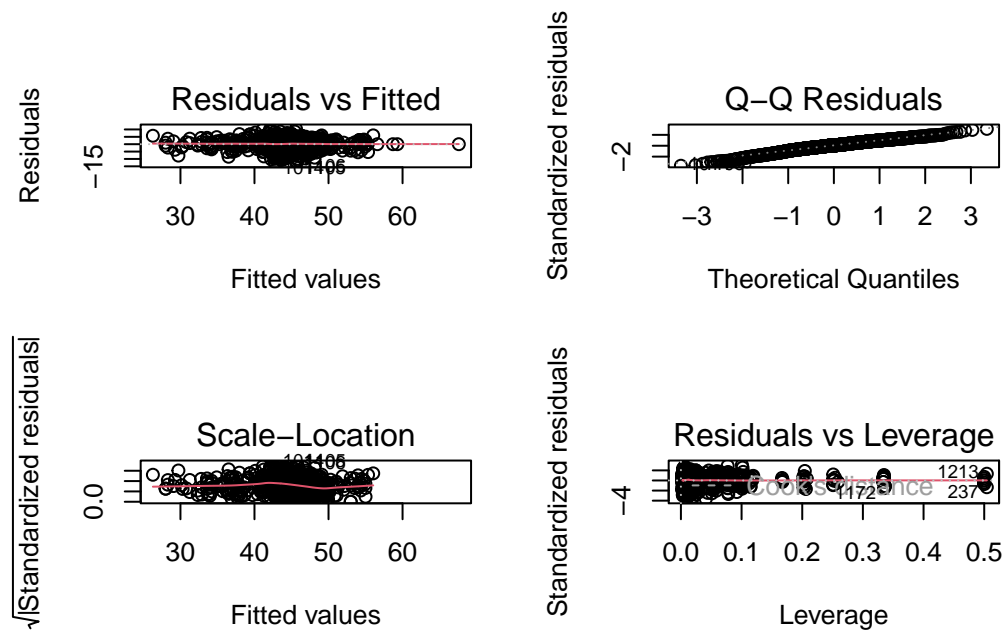 Residuals vs Fitted
Residuals
−15
30 40 50 60
Fitted values
Q−Q Residuals
Standardized residuals
−2
−3 −1 0 1 2 3
Theoretical Quantiles
Scale−Location
√|Standardized residuals|
0.0
30 40 50 60
Fitted values
Residuals vs Leverage
Standardized residuals
−4
Cook's distance
1213
1172
237
0.0 0.1 0.2 0.3 0.4 0.5
Leverage